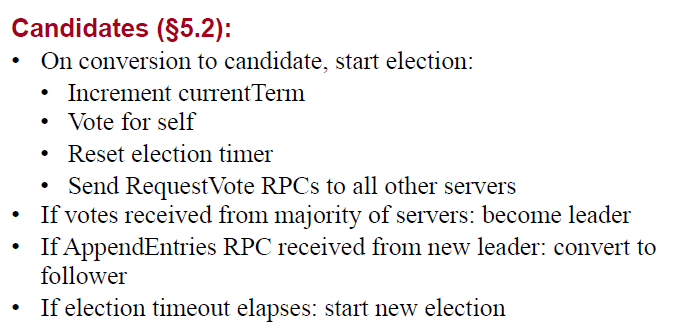 Candidates (§5.2):
• On conversion to candidate, start election:
• Increment currentTerm
• Vote for self
• Reset election timer
• Send RequestVote RPCs to all other servers
• If votes received from majority of servers: become leader
• If AppendEntries RPC received from new leader: convert to
follower
• If election timeout elapses: start new election